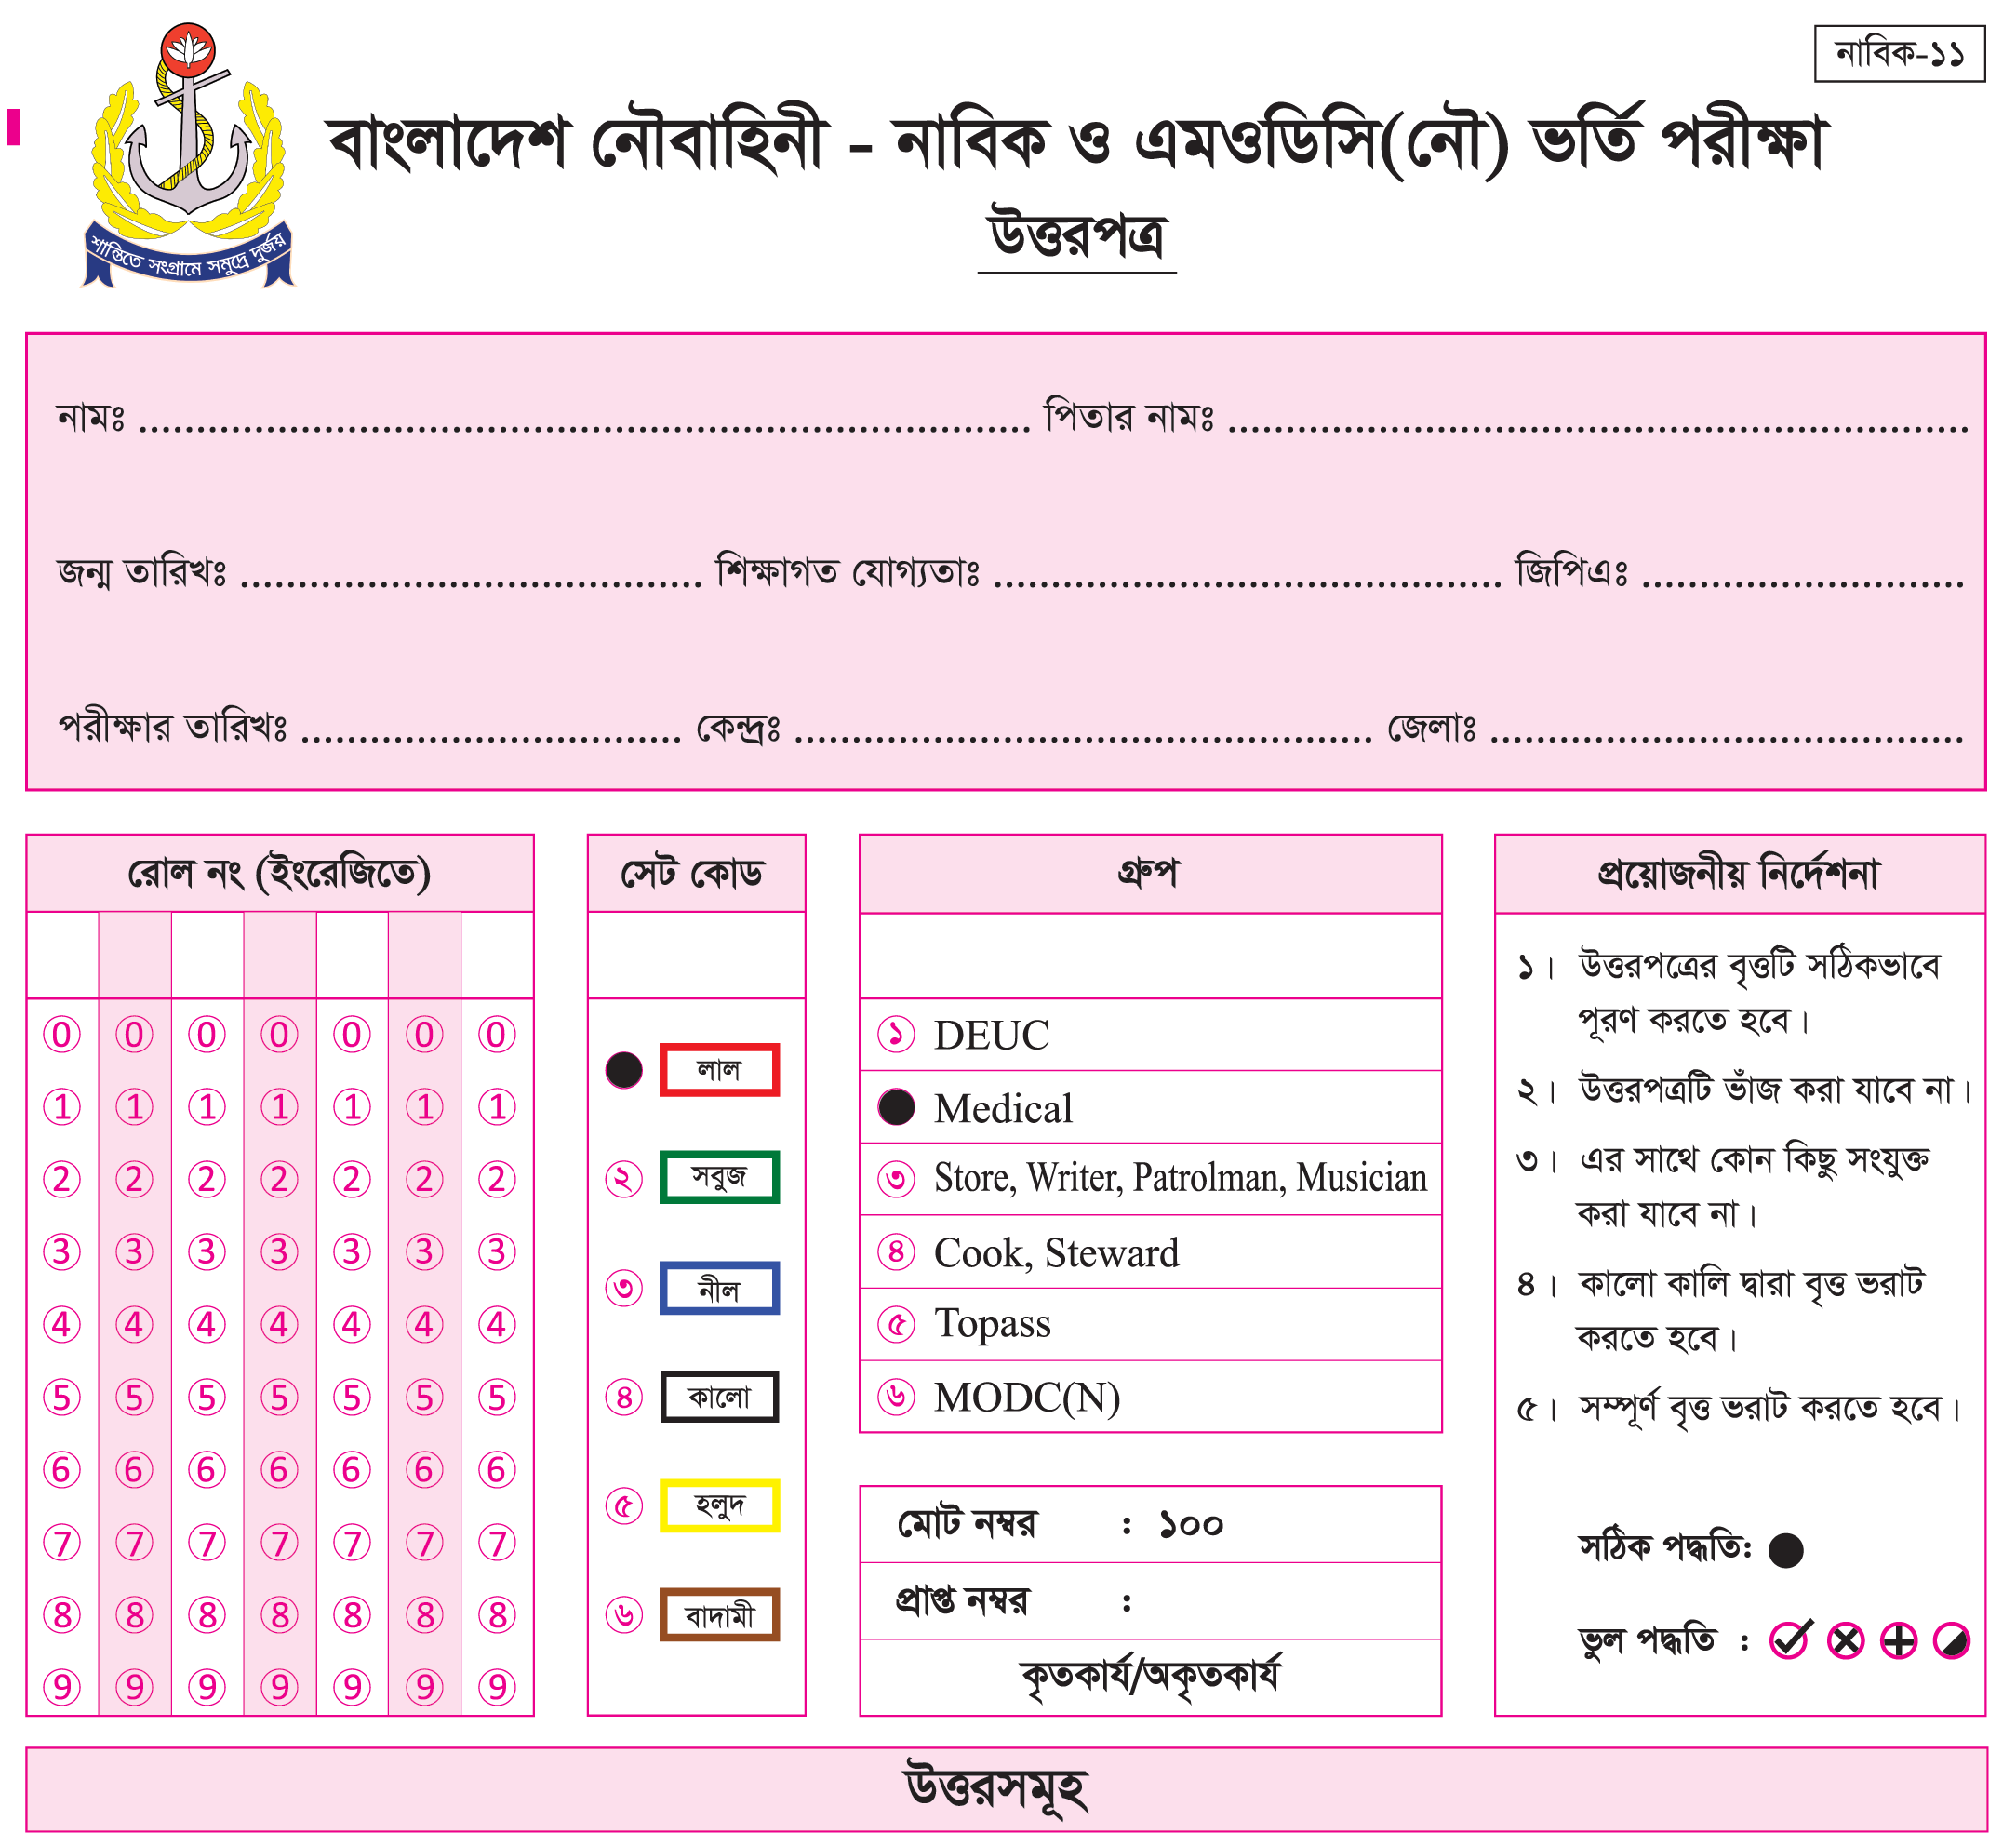 নাবিক-১১
বাংলাদেশ নৌবাহিনী - নাবিক ও এমওডিসি(নৌ) ভর্তি পরীক্ষা
উত্তরপত্র
শান্তিতে সংগ্রামে সমুদ্রে দুর্জয়
নামঃ ........................ পিতার নামঃ ........................
জন্ম তারিখঃ ........................ শিক্ষাগত যোগ্যতাঃ ........................ জিপিএঃ ........................
পরীক্ষার তারিখঃ ........................ কেন্দ্রঃ ........................ জেলাঃ ........................
রোল নং (ইংরেজিতে)
0 0 0 0 0 0 0
1 1 1 1 1 1 1
2 2 2 2 2 2 2
3 3 3 3 3 3 3
4 4 4 4 4 4 4
5 5 5 5 5 5 5
6 6 6 6 6 6 6
7 7 7 7 7 7 7
8 8 8 8 8 8 8
9 9 9 9 9 9 9
সেট কোড
লাল
২ সবুজ
৩ নীল
৪ কালো
৫ হলুদ
৬ বাদামী
গ্রুপ
১ DEUC
Medical
৩ Store, Writer, Patrolman, Musician
৪ Cook, Steward
৫ Topass
৬ MODC(N)
মোট নম্বর : ১০০
প্রাপ্ত নম্বর :
কৃতকার্য/অকৃতকার্য
প্রয়োজনীয় নির্দেশনা
১। উত্তরপত্রের বৃত্তটি সঠিকভাবে
পূরণ করতে হবে।
২। উত্তরপত্রটি ভাঁজ করা যাবে না।
৩। এর সাথে কোন কিছু সংযুক্ত
করা যাবে না।
৪। কালো কালি দ্বারা বৃত্ত ভরাট
করতে হবে।
৫। সম্পূর্ণ বৃত্ত ভরাট করতে হবে।
সঠিক পদ্ধতি:
ভুল পদ্ধতি :
উত্তরসমূহ